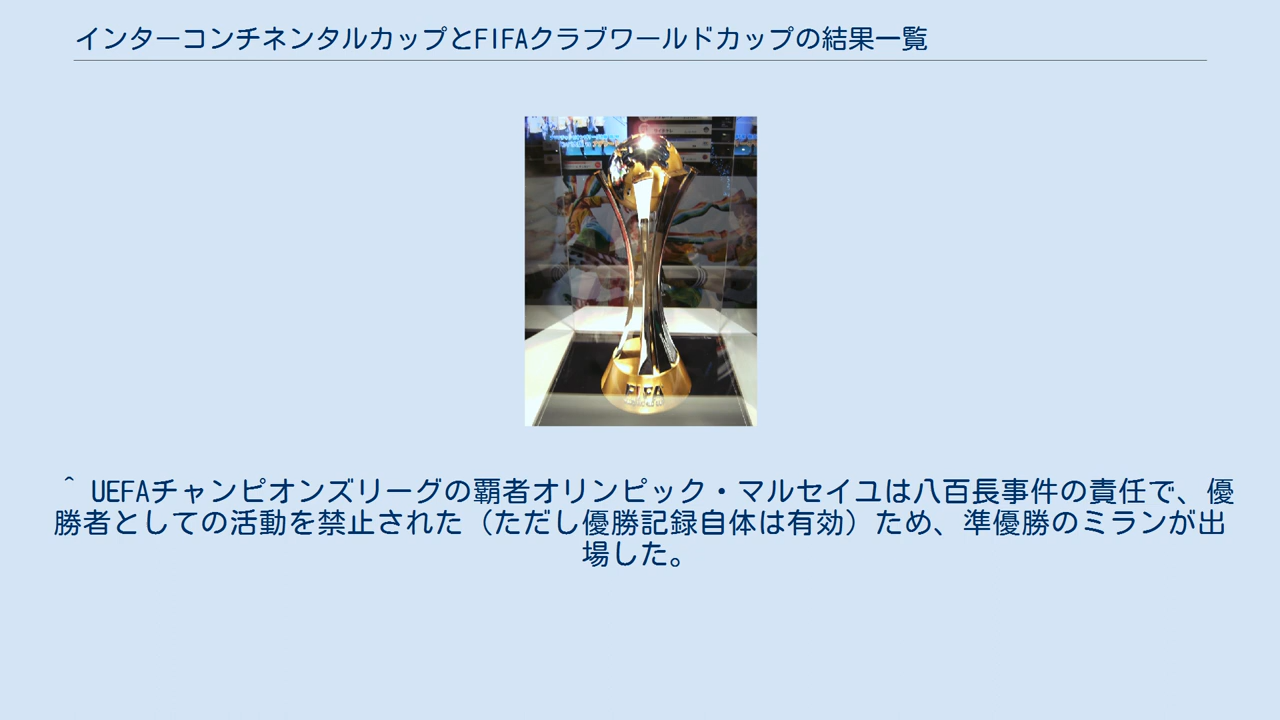 インターコンチネンタルカップとFIFAクラブワールドカップの結果一覧
FIFA
^ UEFAチャンピオンズリーグの覇者オリンピック・マルセイユは八百長事件の責任で、優
勝者としての活動を禁止された（ただし優勝記録自体は有効）ため、準優勝のミランが出
場した。